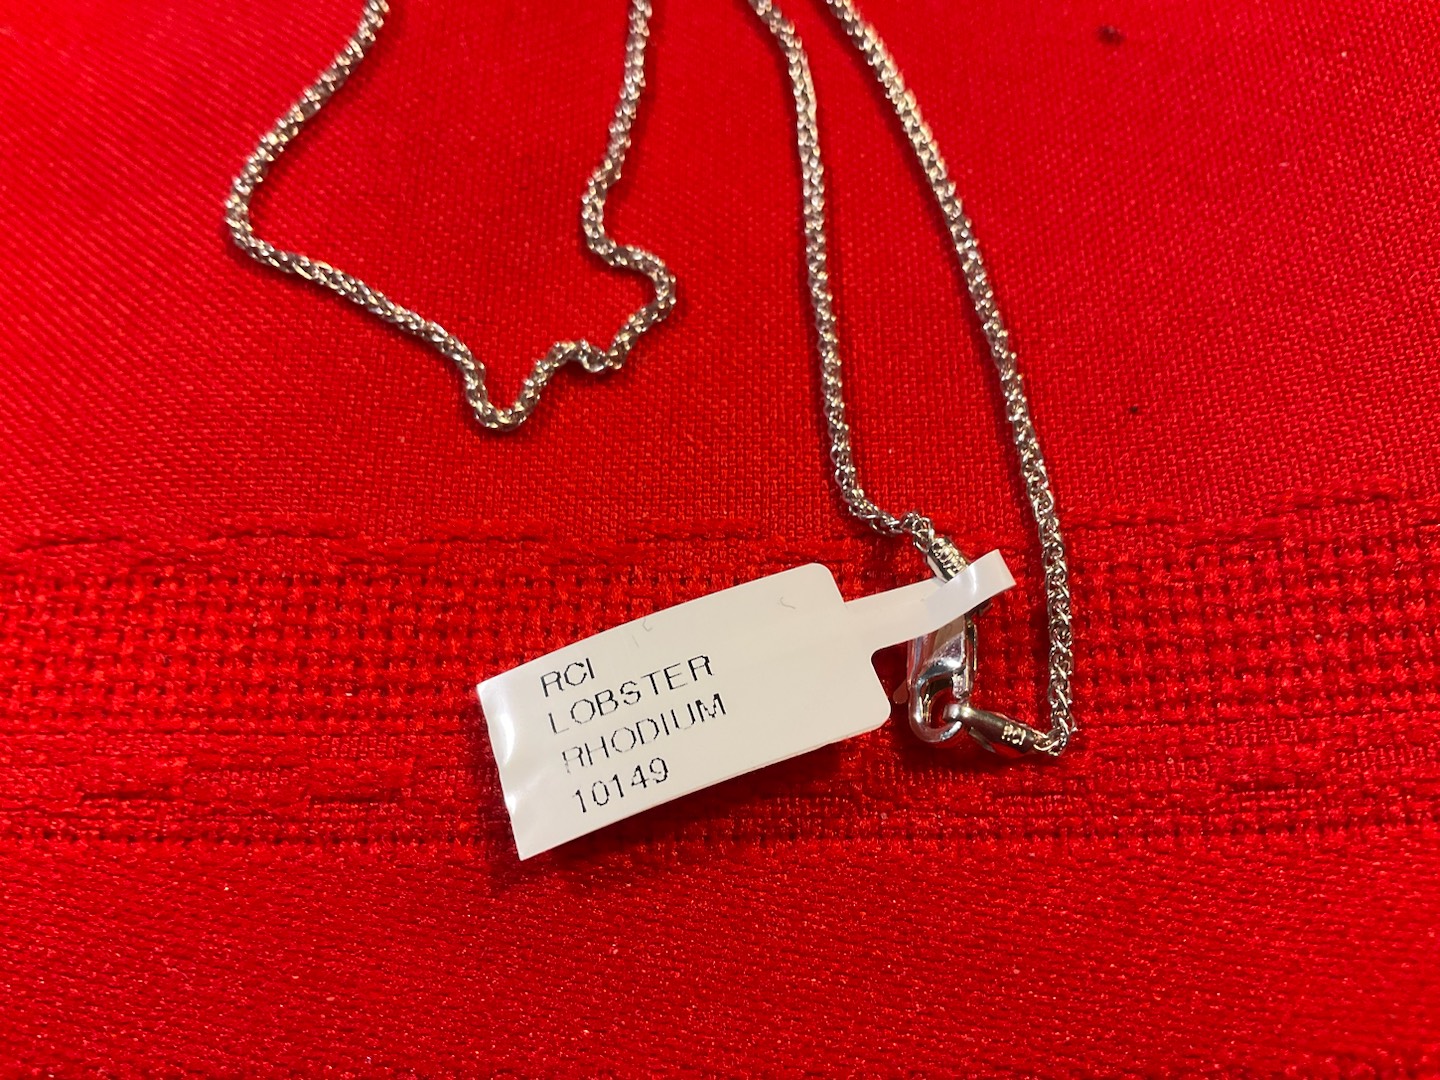 RCI
LOBSTER
RHODIUM
10149